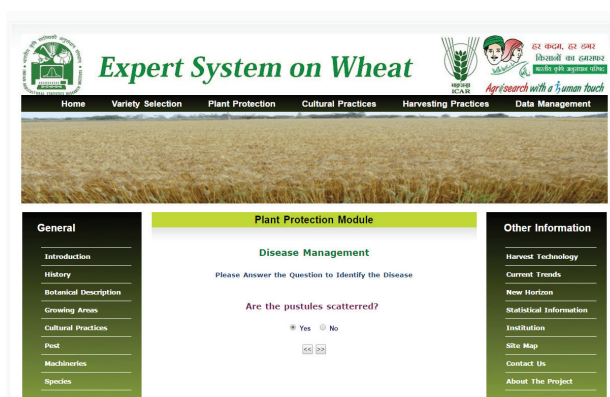 Expert System on Wheat
भाकृअनुप
ICAR
हर कदम, हर डगर
किसानों का हमसफर
भारतीय कृषि अनुसंधान परिषद
Agrisearch with a human touch
Home Variety Selection Plant Protection Cultural Practices Harvesting Practices Data Management
General
Introduction
History
Botanical Description
Growing Areas
Cultural Practices
Pest
Machineries
Species
Plant Protection Module
Disease Management
Please Answer the Question to Identify the Disease
Are the pustules scatterred?
Yes No
<< >>
Other Information
Harvest Technology
Current Trends
New Horizon
Statistical Information
Institution
Site Map
Contact Us
About The Project